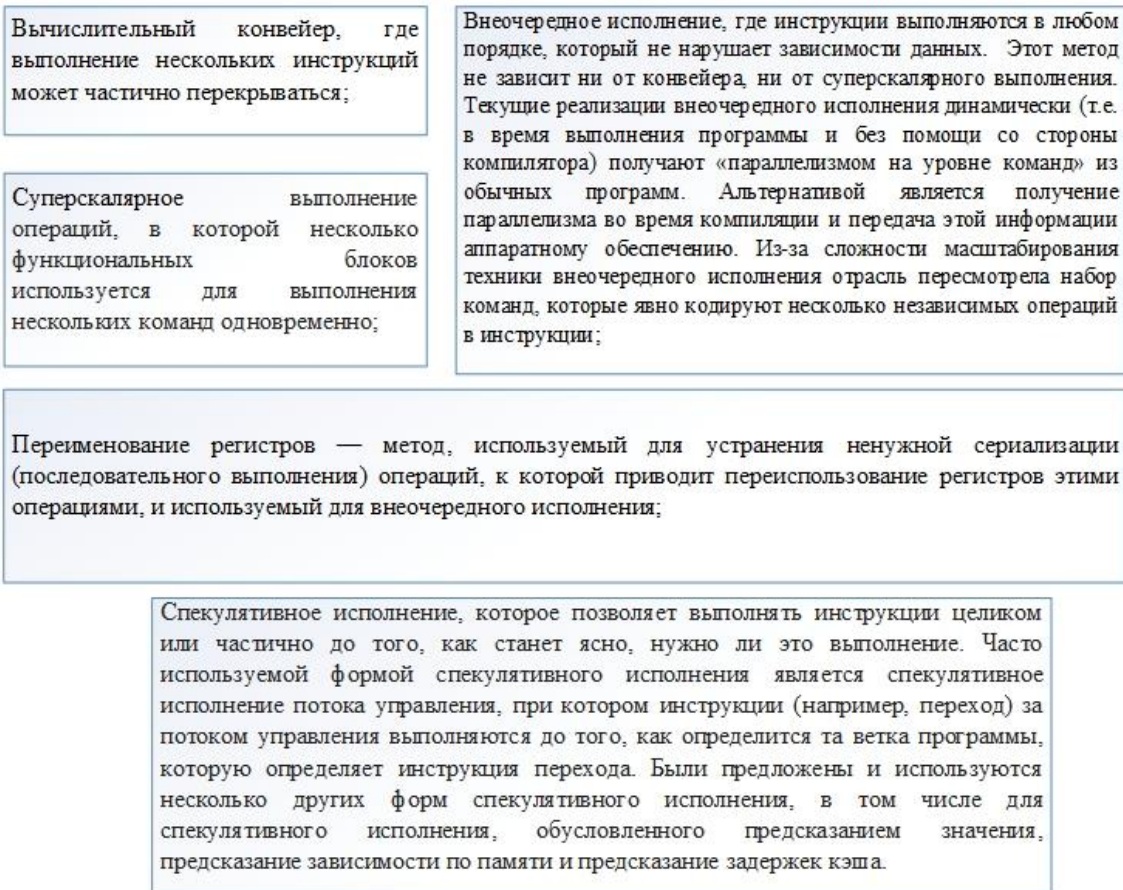 Вычислительный конвейер, где
выполнение нескольких инструкций
может частично перекрываться;
Суперскалярное выполнение
операций, в которой несколько
функциональных блоков
используется для выполнения
нескольких команд одновременно;
Внеочередное исполнение, где инструкции выполняются в любом
порядке, который не нарушает зависимости данных. Этот метод
не зависит ни от конвейера, ни от суперскалярного выполнения.
Текущие реализации внеочередного исполнения динамически (т.е.
в время выполнения программы и без помощи со стороны
компилятора) получают «параллелизмом на уровне команд» из
обычных программ. Альтернативой является получение
параллелизма во время компиляции и передача этой информации
аппаратному обеспечению. Из-за сложности масштабирования
техники внеочередного исполнения отрасль пересмотрела набор
команд, которые явно кодируют несколько независимых операций
в инструкции;
Переименование регистров — метод, используемый для устранения ненужной сериализации
(последовательного выполнения) операций, к которой приводит переиспользование регистров этими
операциями, и используемый для внеочередного исполнения;
Спекулятивное исполнение, которое позволяет выполнять инструкции целиком
или частично до того, как станет ясно, нужно ли это выполнение. Часто
используемой формой спекулятивного исполнения является спекулятивное
исполнение потока управления, при котором инструкции (например, переход) за
потоком управления выполняются до того, как определится та ветка программы,
которую определяет инструкция перехода. Были предложены и используются
несколько других форм спекулятивного исполнения, в том числе для
спекулятивного исполнения, обусловленного предсказанием значения,
предсказание зависимости по памяти и предсказание задержек кэша.